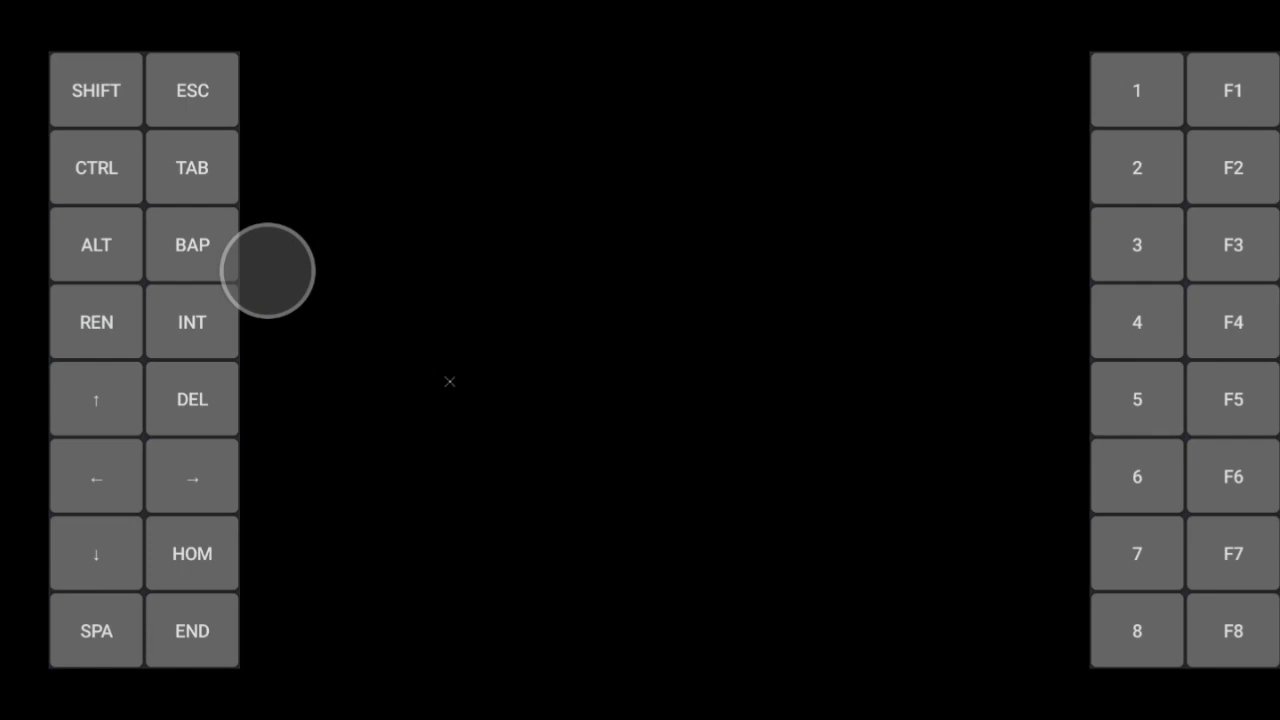 SHIFT ESC 1 F1
CTRL TAB 2 F2
ALT BAP 3 F3
REN INT 4 F4
↑ DEL 5 F5
← → 6 F6
↓ HOM 7 F7
SPA END 8 F8